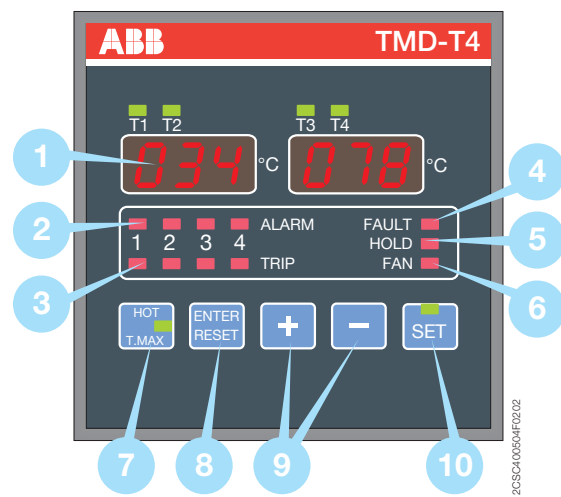 ABB TMD-T4
T1 T2 T3 T4
1 034 °C 078 °C
4
2 ALARM FAULT
1 2 3 4 HOLD 5
3 TRIP FAN 6
HOT
T.MAX
ENTER
RESET
+
−
SET
7 8 9 10
2CSC400504F0202